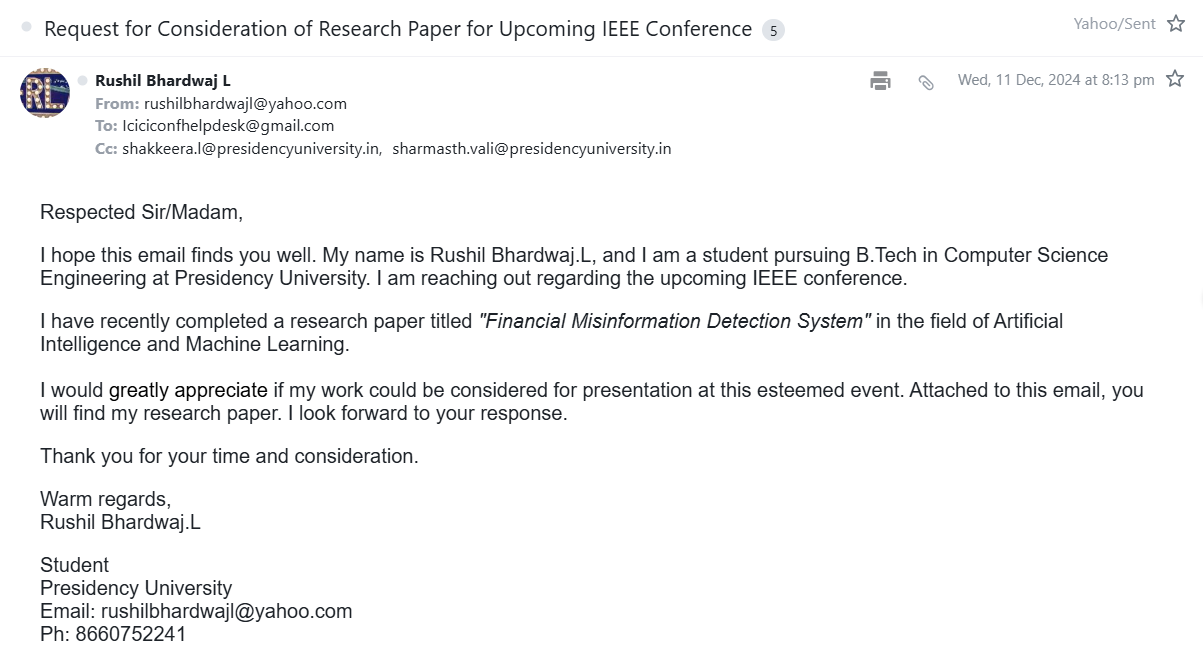 Request for Consideration of Research Paper for Upcoming IEEE Conference 5
Yahoo/Sent
RL
Rushil Bhardwaj L
Wed, 11 Dec, 2024 at 8:13 pm
From: rushilbhardwajl@yahoo.com
To: Iciciconfhelpdesk@gmail.com
Cc: shakkeera.l@presidencyuniversity.in, sharmasth.vali@presidencyuniversity.in
Respected Sir/Madam,
I hope this email finds you well. My name is Rushil Bhardwaj.L, and I am a student pursuing B.Tech in Computer Science
Engineering at Presidency University. I am reaching out regarding the upcoming IEEE conference.
I have recently completed a research paper titled "Financial Misinformation Detection System" in the field of Artificial
Intelligence and Machine Learning.
I would greatly appreciate if my work could be considered for presentation at this esteemed event. Attached to this email, you
will find my research paper. I look forward to your response.
Thank you for your time and consideration.
Warm regards,
Rushil Bhardwaj.L
Student
Presidency University
Email: rushilbhardwajl@yahoo.com
Ph: 8660752241